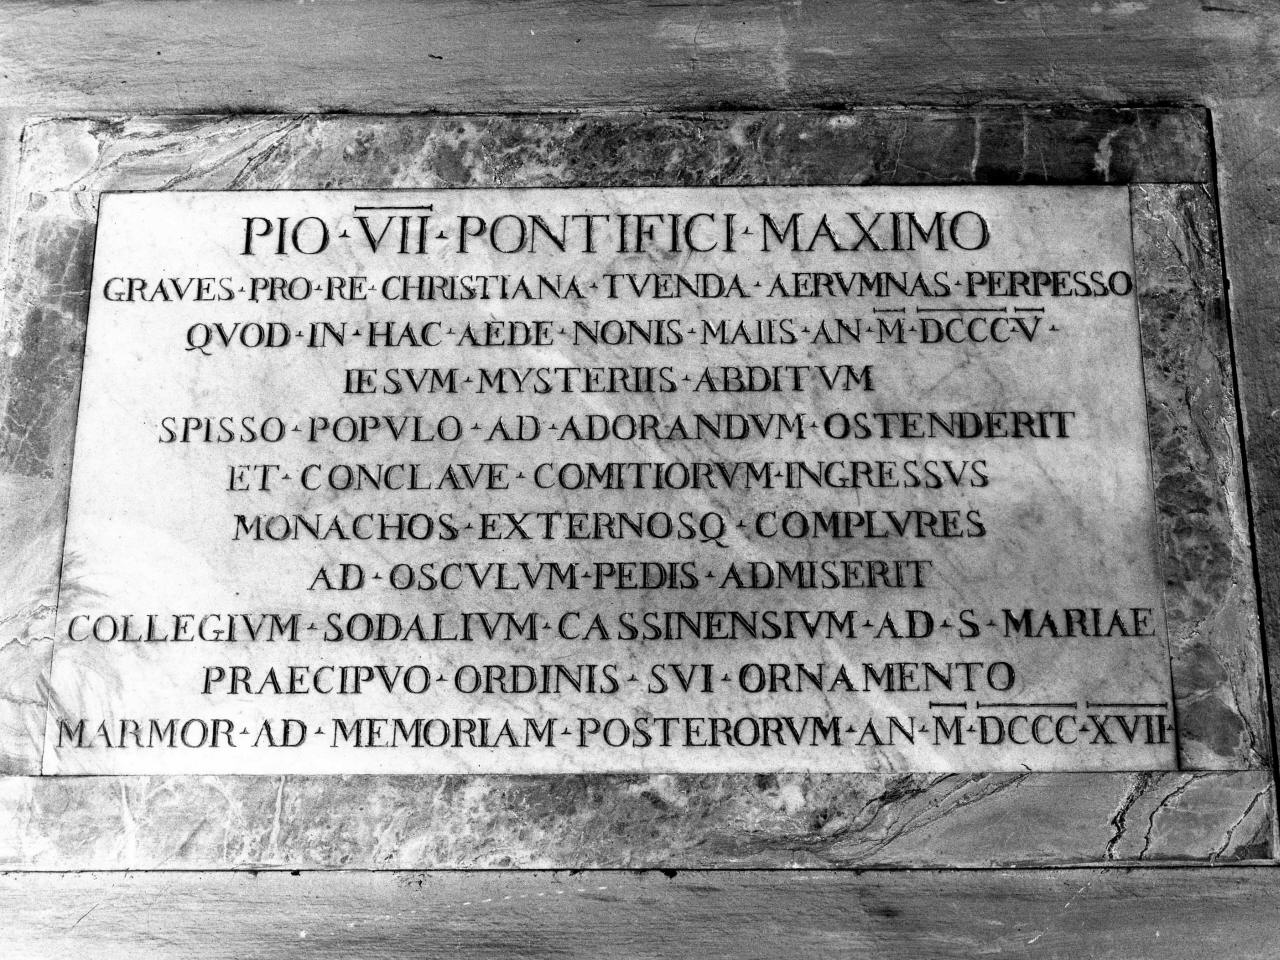 PIO · VII · PONTIFICI · MAXIMO
GRAVES · PRO · RE · CHRISTIANA · TVENDA · AERVMNAS · PERPESSO
QVOD · IN · HAC · AEDE · NONIS · MAIIS · AN · M · DCCC · V ·
IESVM · MYSTERIIS · ABDITVM
SPISSO · POPVLO · AD · ADORANDVM · OSTENDERIT
ET · CONCLAVE · COMITIORVM · INGRESSVS
MONACHOS · EXTERNOSQ · COMPLVRES
AD · OSCVLVM · PEDIS · ADMISERIT
COLLEGIVM · SODALIVM · CASSINENSIVM · AD · S · MARIAE
PRAECIPVO · ORDINIS · SVI · ORNAMENTO
MARMOR · AD · MEMORIAM · POSTERORVM · AN · M · DCCC · XVII ·